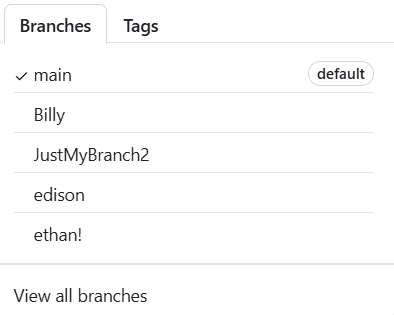 Branches Tags
main default
Billy
JustMyBranch2
edison
ethan!
View all branches